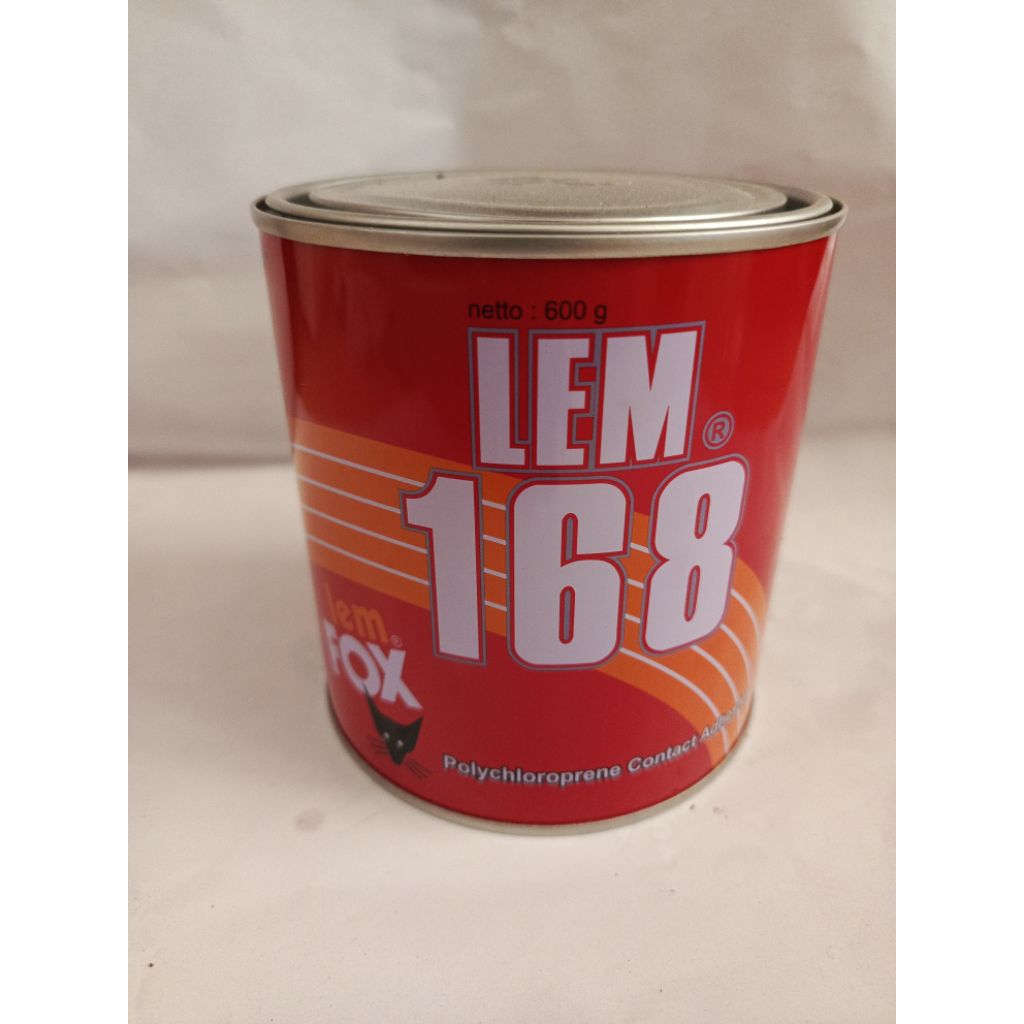 netto : 600 g
LEM ®
168
lem
FOX ®
Polychloroprene Contact